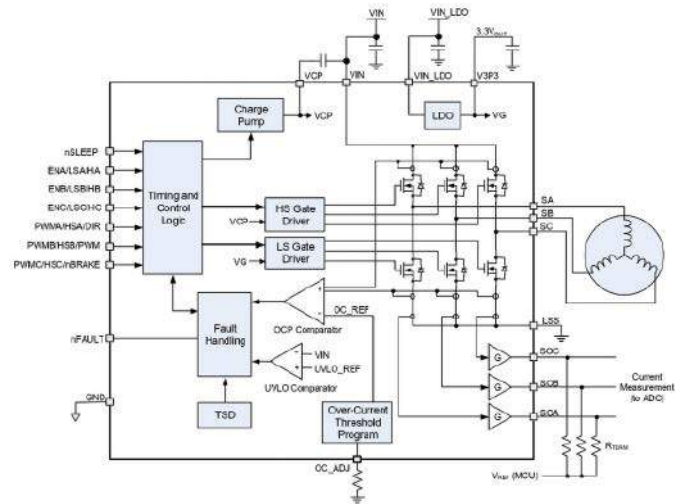 VIN
VIN_LDO
3.3VOUT
VCP
VIN
VIN_LDO
V3P3
Charge
Pump
VCP
LDO
VG
nSLEEP
ENA/LSA/HA
ENB/LSB/HB
ENC/LSC/HC
PWMA/HSA/DIR
PWMB/HSB/PWM
PWMC/HSC/nBRAKE
Timing and
Control
Logic
HS Gate
Driver
VCP
LS Gate
Driver
VG
SA
SB
SC
OC_REF
OCP Comparator
LSS
nFAULT
Fault
Handling
VIN
UVLO_REF
UVLO Comparator
G
SOC
G
SOB
G
SOA
Current
Measurement
(to ADC)
GND
TSD
Over-Current
Threshold
Program
RTERM
OC_ADJ
VREF (MCU)